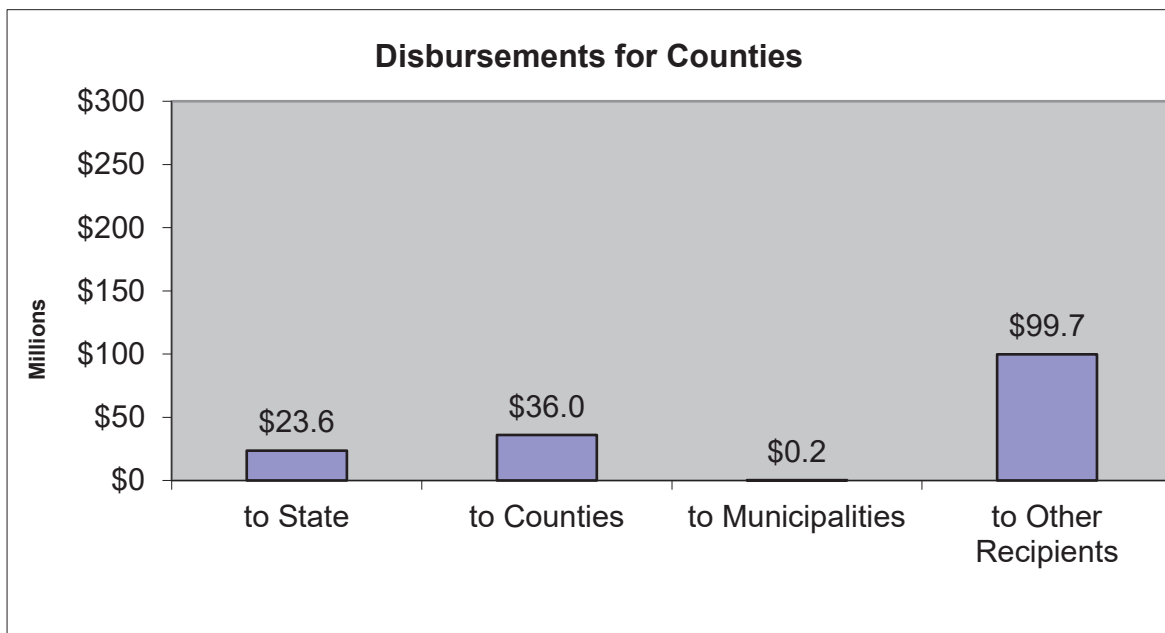 Disbursements for Counties
$300
$250
$200
$150
$100
$50
$0
Millions
$23.6
$36.0
$0.2
$99.7
to State
to Counties
to Municipalities
to Other
Recipients